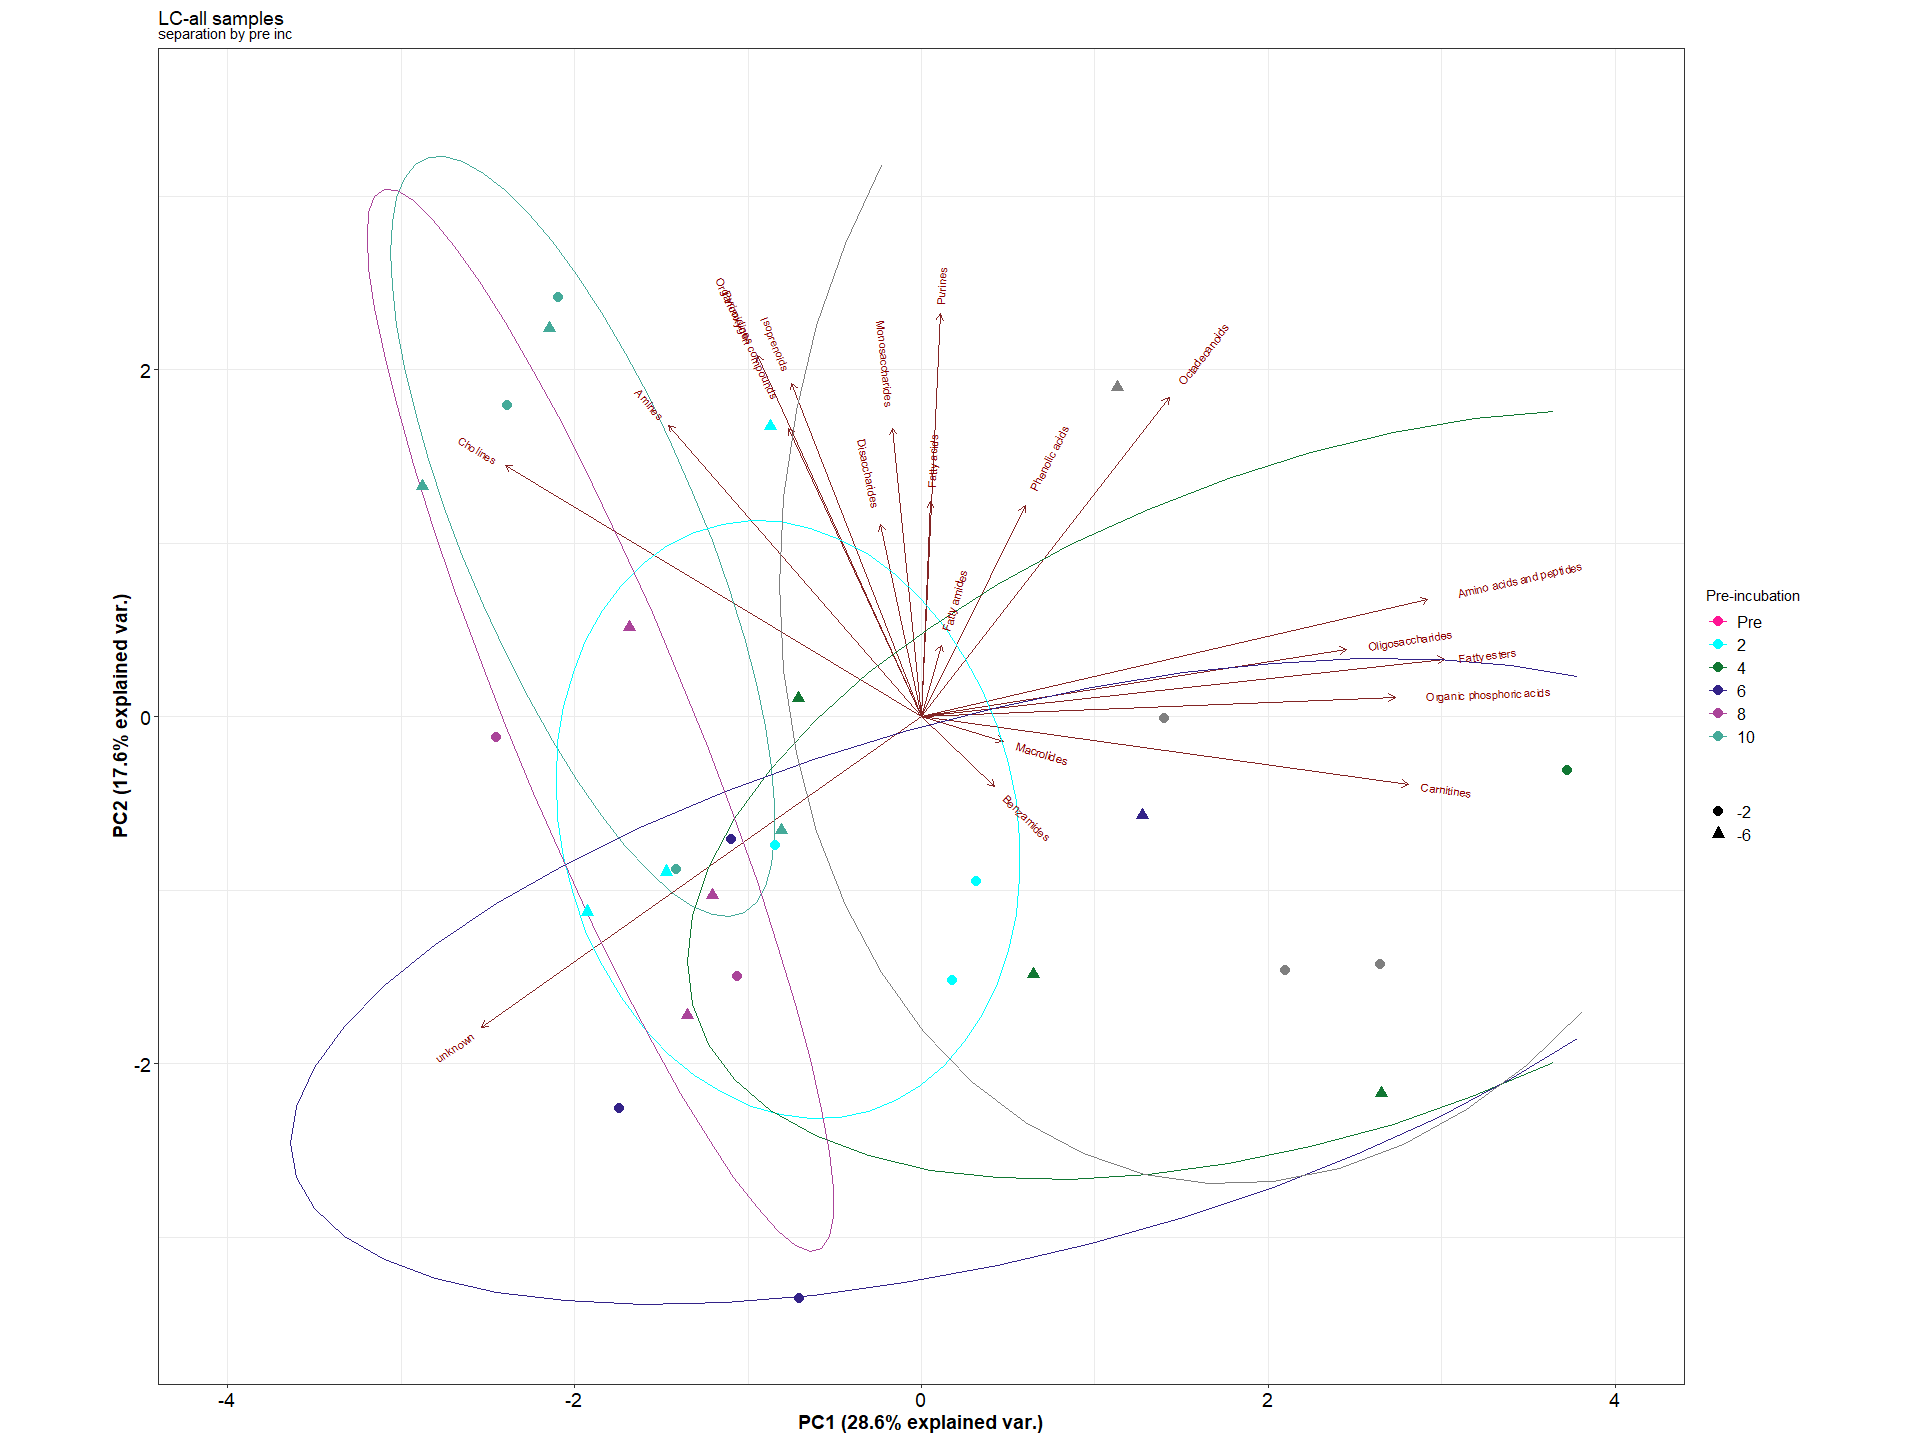 LC-all samples
separation by pre inc
Purines
Organooxygen compounds
Pyrimidines
Isoprenoids
Monosaccharides
Octadecanoids
Amines
Cholines
Disaccharides
Fatty acids
Phenolic acids
Fatty amides
Amino acids and peptides
Oligosaccharides
Fatty esters
Organic phosphoric acids
Macrolides
Carnitines
Benzamides
unknown
2
0
-2
PC2 (17.6% explained var.)
-4
-2
0
2
4
PC1 (28.6% explained var.)
Pre-incubation
Pre
2
4
6
8
10
-2
-6